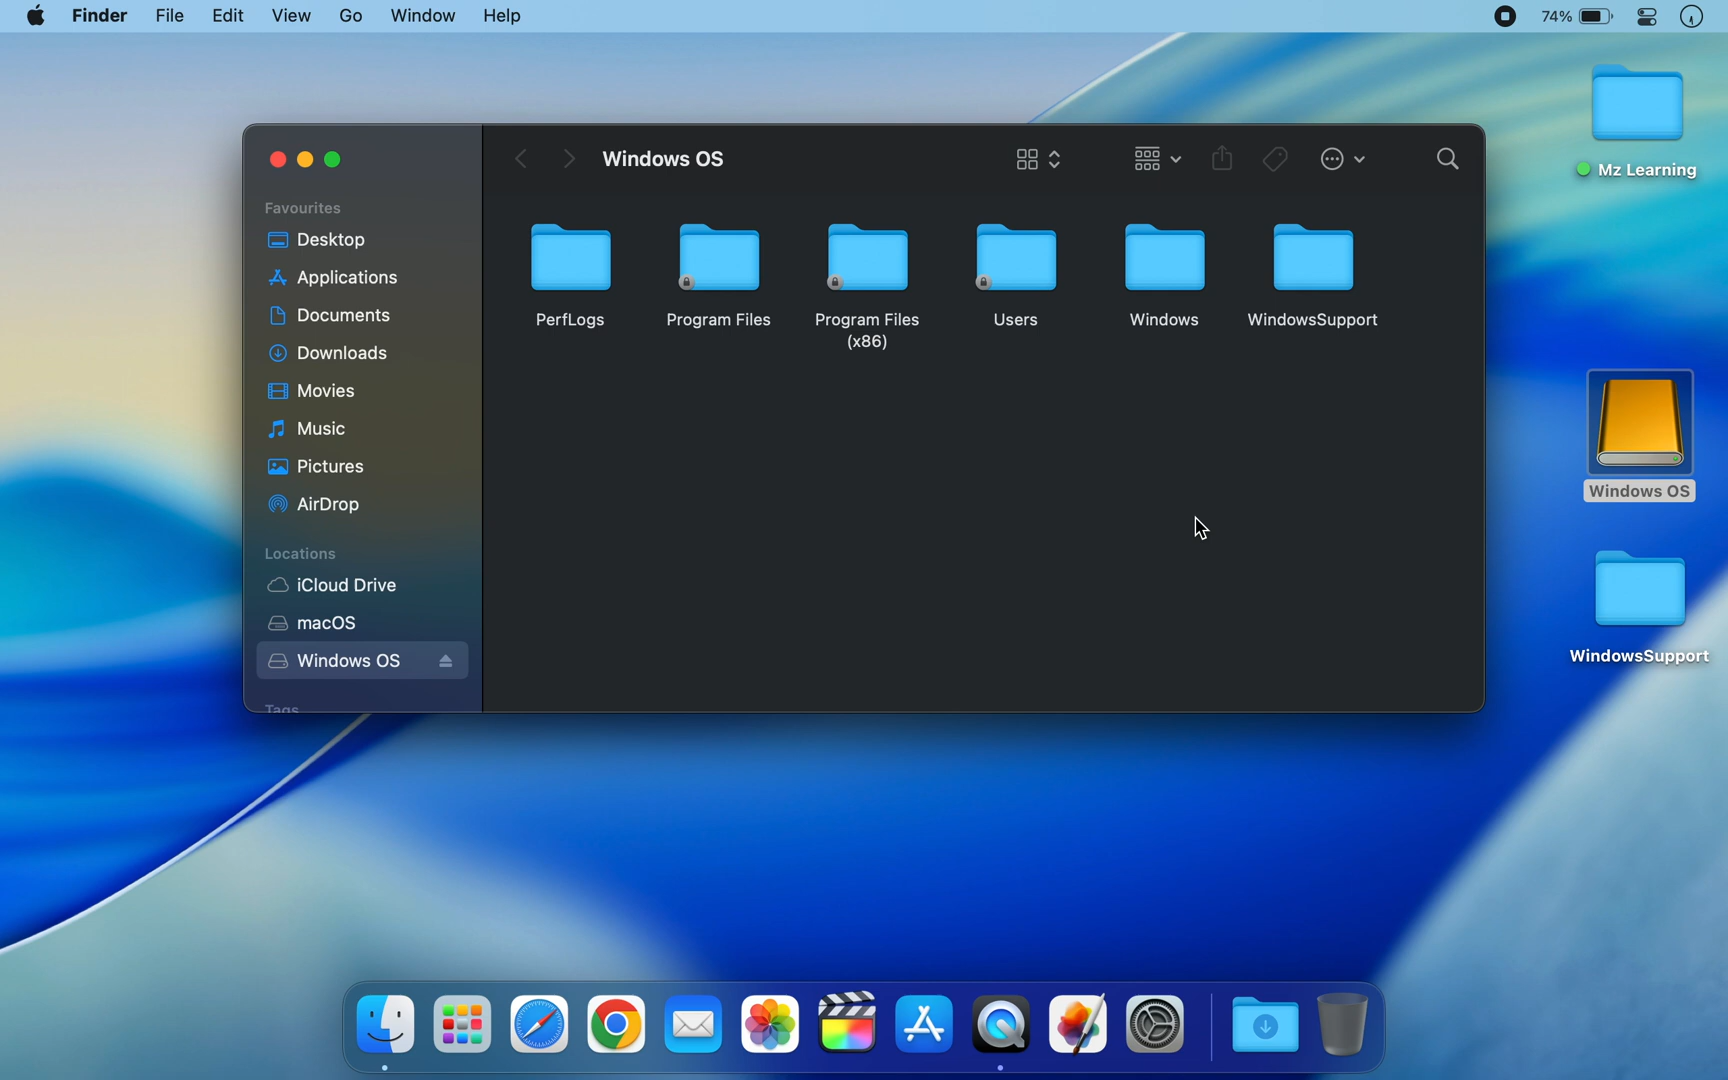 Finder File Edit View Go Window Help 74%
Mz Learning
Windows OS
Favourites
Desktop
Applications
Documents
Downloads
Movies
Music
Pictures
AirDrop
Locations
iCloud Drive
macOS
Windows OS
Tags
PerfLogs Program Files Program Files Users Windows WindowsSupport
(x86)
Windows OS
WindowsSupport